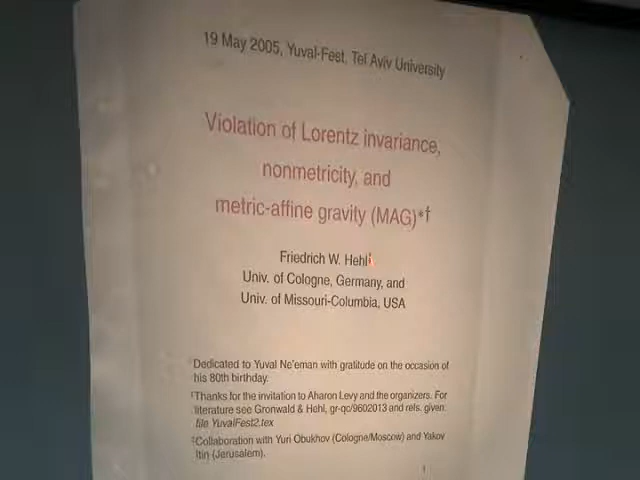 19 May 2005, Yuval-Fest, Tel Aviv University
Violation of Lorentz invariance,
nonmetricity, and
metric-affine gravity (MAG)*†
Friedrich W. Hehl
Univ. of Cologne, Germany, and
Univ. of Missouri-Columbia, USA
Dedicated to Yuval Ne'eman with gratitude on the occasion of
his 80th birthday.
†Thanks for the invitation to Aharon Levy and the organizers. For
literature see Gronwald & Hehl, gr-qc/9602013 and refs. given.
file YuvalFest2.tex
‡Collaboration with Yuri Obukhov (Cologne/Moscow) and Yakov
Itin (Jerusalem).
1